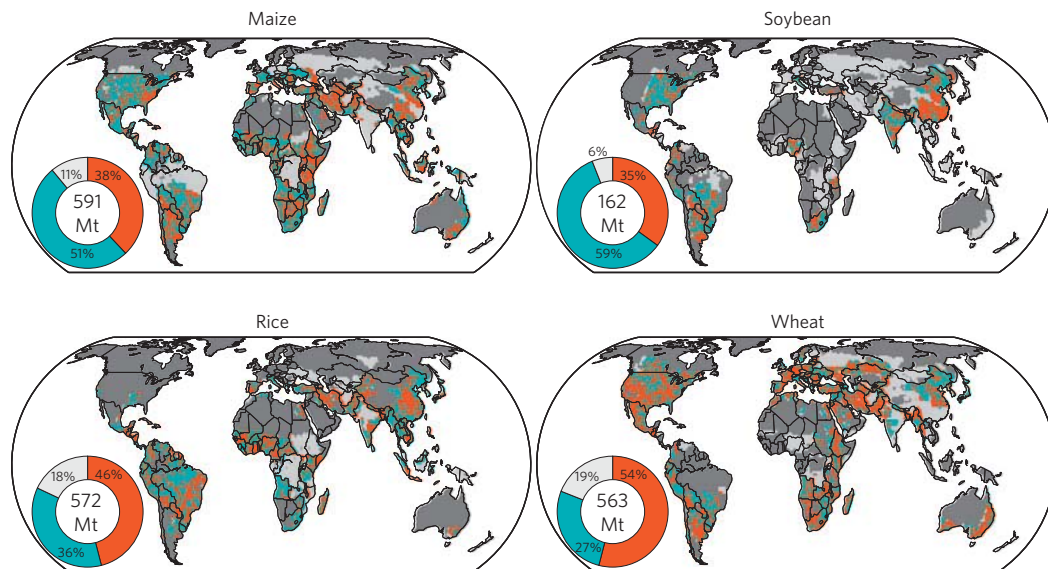 Maize
11%
38%
591
Mt
51%
Soybean
6%
35%
162
Mt
59%
Rice
18%
46%
572
Mt
36%
Wheat
19%
54%
563
Mt
27%